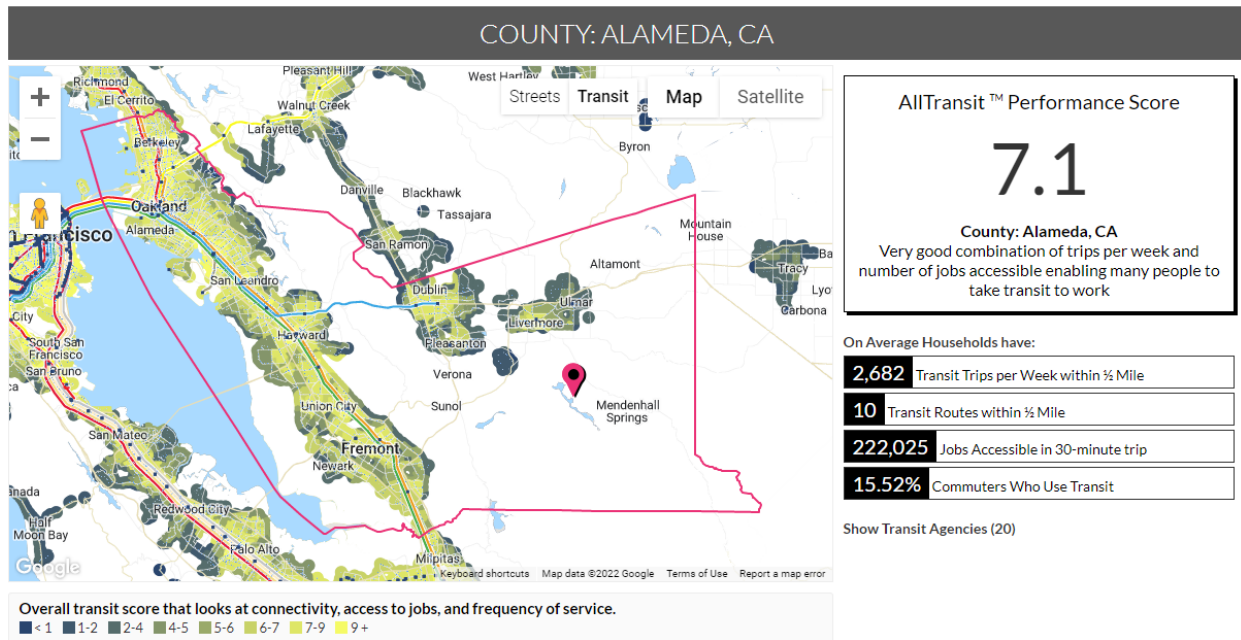 COUNTY: ALAMEDA, CA
Pleasant Hill
West Hartley
Richmond
El Cerrito
Walnut Creek
Lafayette
Streets
Transit
Map
Satellite
Berkeley
Byron
Danville
Blackhawk
Tassajara
Oakland
Alameda
San Ramon
Mountain
House
Altamont
Tracy
Carbona
San Leandro
Dublin
Ulmar
Livermore
Hayward
Pleasanton
City
South San
Francisco
San Bruno
Verona
Sunol
Mendenhall
Springs
Union City
Fremont
Newark
San Mateo
Redwood City
Half
Moon Bay
Palo Alto
Milpitas
Google
Keyboard shortcuts Map data ©2022 Google Terms of Use Report a map error
Overall transit score that looks at connectivity, access to jobs, and frequency of service.
< 1 1-2 2-4 4-5 5-6 6-7 7-9 9 +
AllTransit ™ Performance Score
7.1
County: Alameda, CA
Very good combination of trips per week and
number of jobs accessible enabling many people to
take transit to work
On Average Households have:
2,682 Transit Trips per Week within ½ Mile
10 Transit Routes within ½ Mile
222,025 Jobs Accessible in 30-minute trip
15.52% Commuters Who Use Transit
Show Transit Agencies (20)